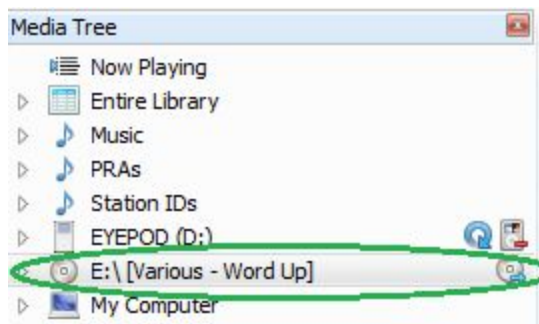 Media Tree
Now Playing
Entire Library
Music
PRAs
Station IDs
EYEPOD (D:)
E:\ [Various - Word Up]
My Computer